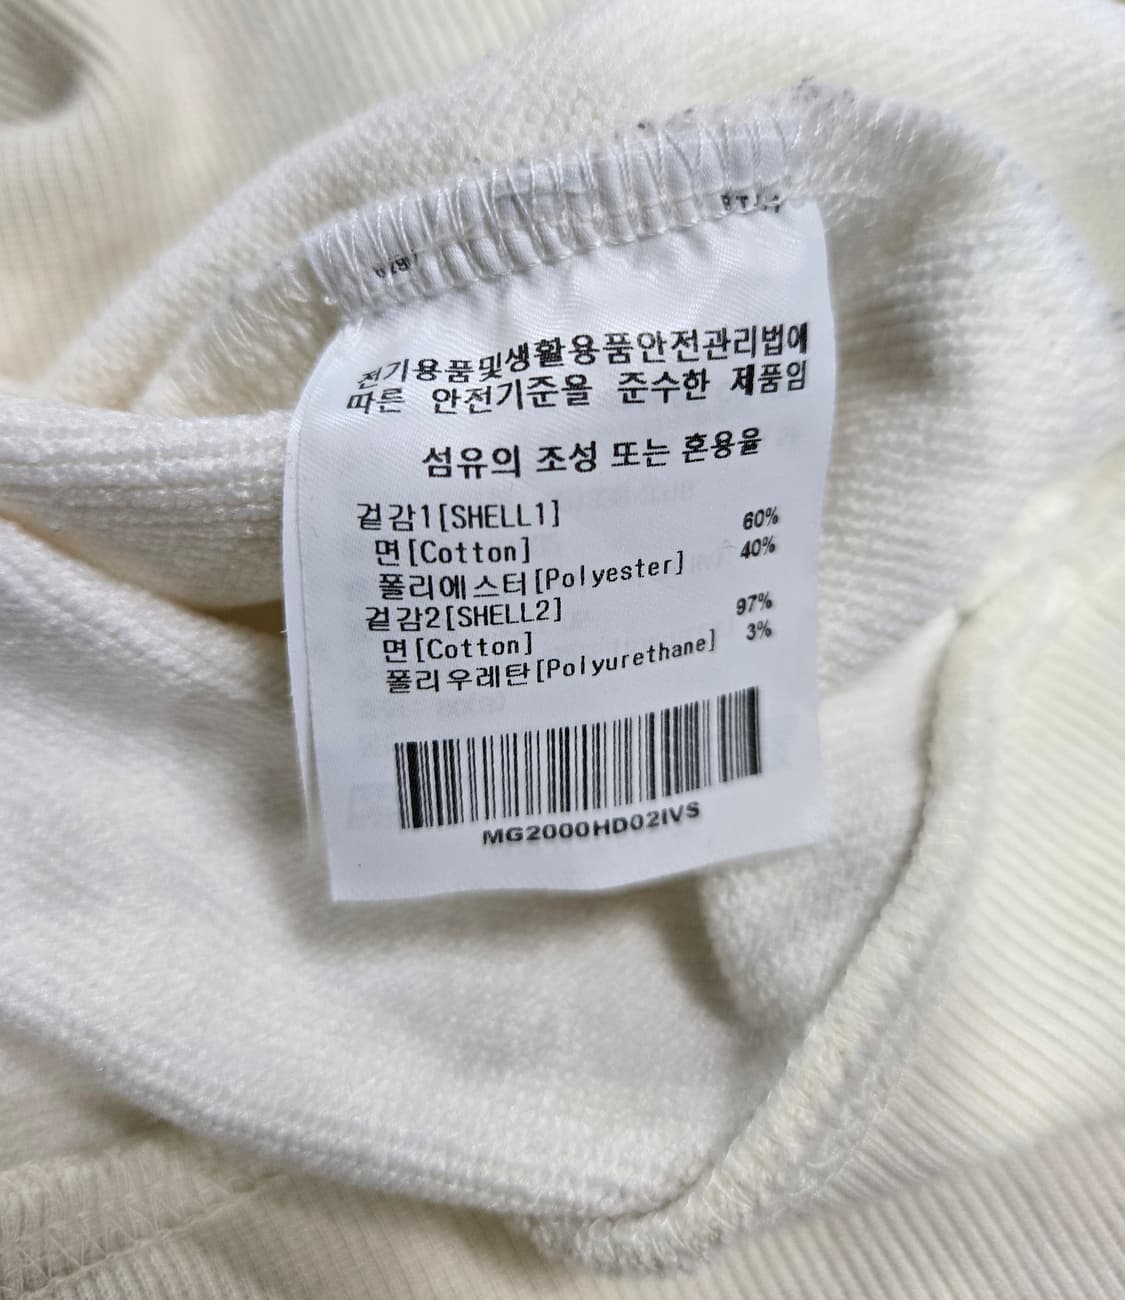 전기용품및생활용품안전관리법에
따른 안전기준을 준수한 제품임
섬유의 조성 또는 혼용율
겉감1[SHELL1]
면[Cotton] 60%
폴리에스터[Polyester] 40%
겉감2[SHELL2]
면[Cotton] 97%
폴리우레탄[Polyurethane] 3%
MG2000HD02IVS